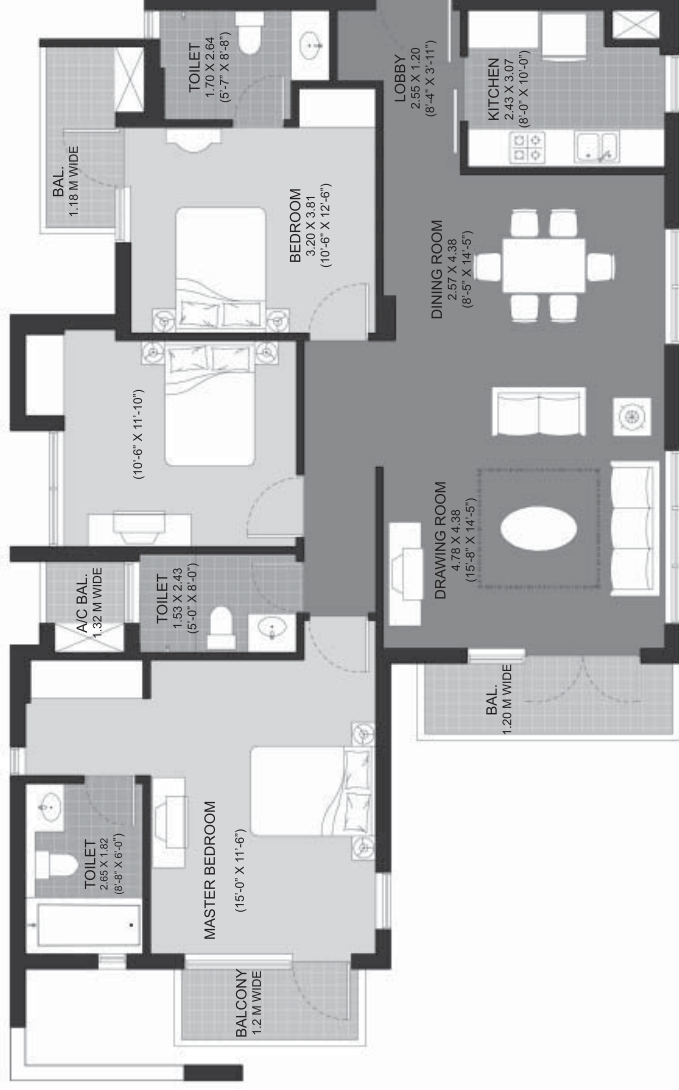 TOILET
1.70 X 2.64
(5'-7" X 8'-8")
LOBBY
2.55 X 1.20
(8'-4" X 3'-11")
KITCHEN
2.43 X 3.07
(8'-0" X 10'-0")
BAL.
1.18 M WIDE
BEDROOM
3.20 X 3.81
(10'-6" X 12'-6")
DINING ROOM
2.57 X 4.38
(8'-5" X 14'-5")
(10'-6" X 11'-10")
A/C BAL.
1.32 M WIDE
TOILET
1.53 X 2.43
(5'-0" X 8'-0")
DRAWING ROOM
4.78 X 4.38
(15'-8" X 14'-5")
BAL.
1.20 M WIDE
TOILET
2.65 X 1.82
(8'-8" X 6'-0")
MASTER BEDROOM
(15'-0" X 11'-6")
BALCONY
1.2 M WIDE